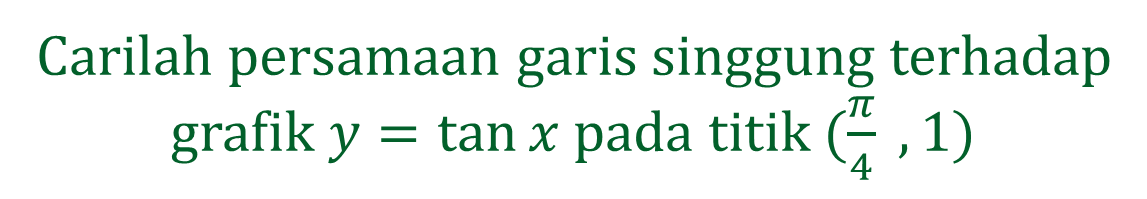 Carilah persamaan garis singgung terhadap
grafik y = tan x pada titik (π/4 , 1)